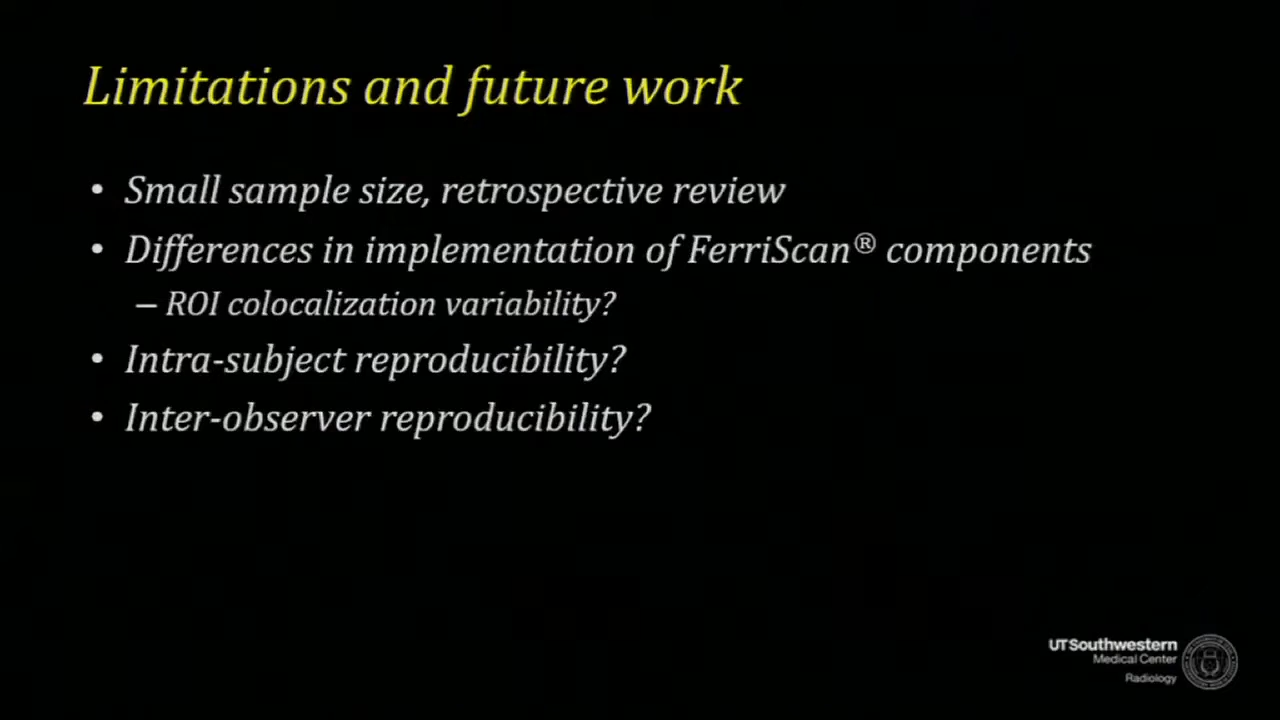 Limitations and future work
• Small sample size, retrospective review
• Differences in implementation of FerriScan® components
– ROI colocalization variability?
• Intra-subject reproducibility?
• Inter-observer reproducibility?
UTSouthwestern
Medical Center
Radiology